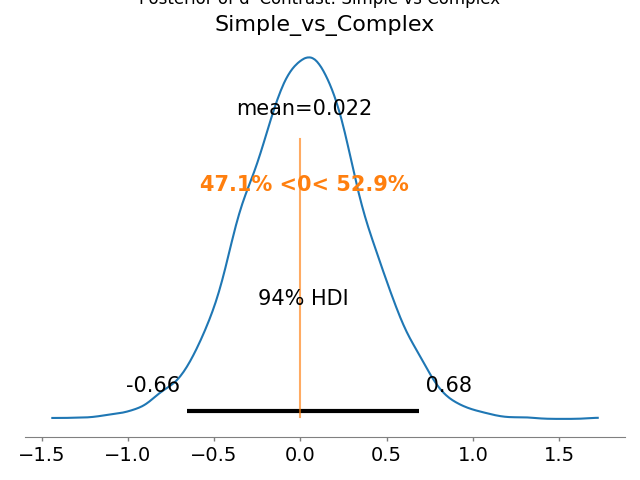 Posterior of d' Contrast: Simple vs Complex
Simple_vs_Complex
mean=0.022
47.1% <0< 52.9%
94% HDI
-0.66 0.68
−1.5 −1.0 −0.5 0.0 0.5 1.0 1.5